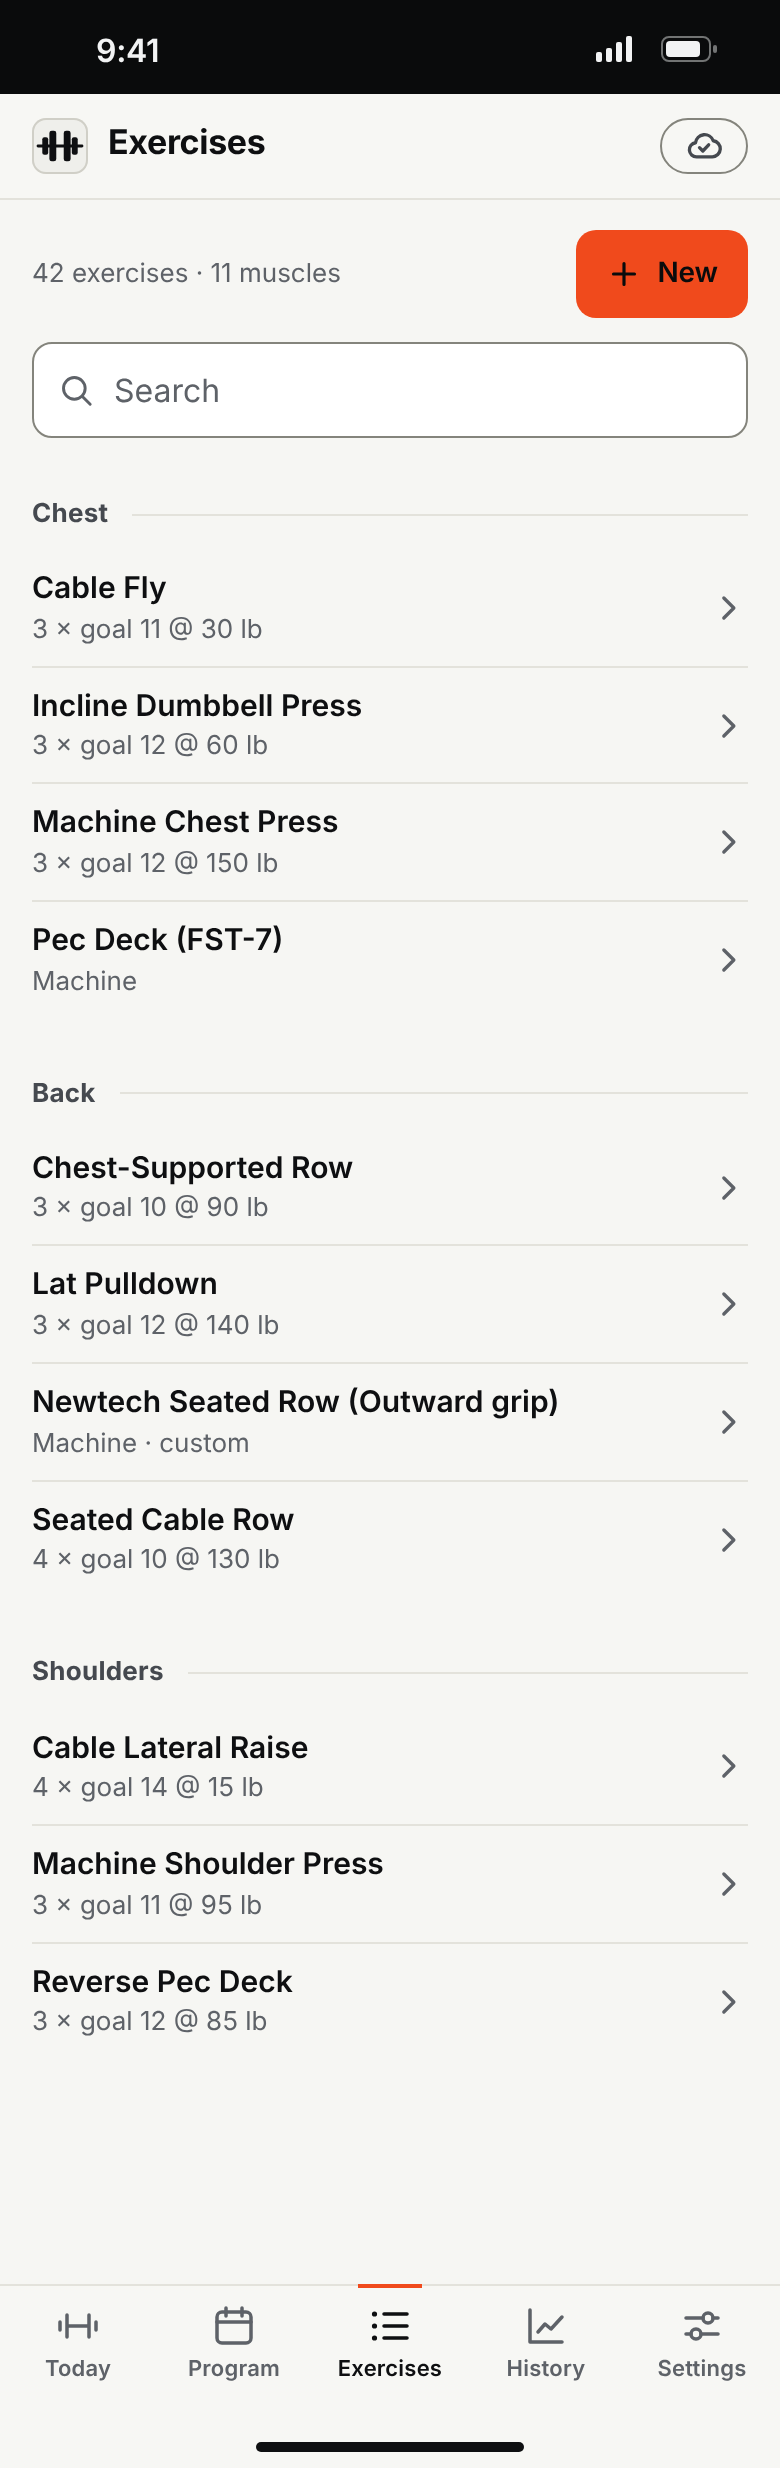 9:41
Exercises
42 exercises · 11 muscles
New
Search
Chest
Cable Fly
3 × goal 11 @ 30 lb
Incline Dumbbell Press
3 × goal 12 @ 60 lb
Machine Chest Press
3 × goal 12 @ 150 lb
Pec Deck (FST-7)
Machine
Back
Chest-Supported Row
3 × goal 10 @ 90 lb
Lat Pulldown
3 × goal 12 @ 140 lb
Newtech Seated Row (Outward grip)
Machine · custom
Seated Cable Row
4 × goal 10 @ 130 lb
Shoulders
Cable Lateral Raise
4 × goal 14 @ 15 lb
Machine Shoulder Press
3 × goal 11 @ 95 lb
Reverse Pec Deck
3 × goal 12 @ 85 lb
Today
Program
Exercises
History
Settings